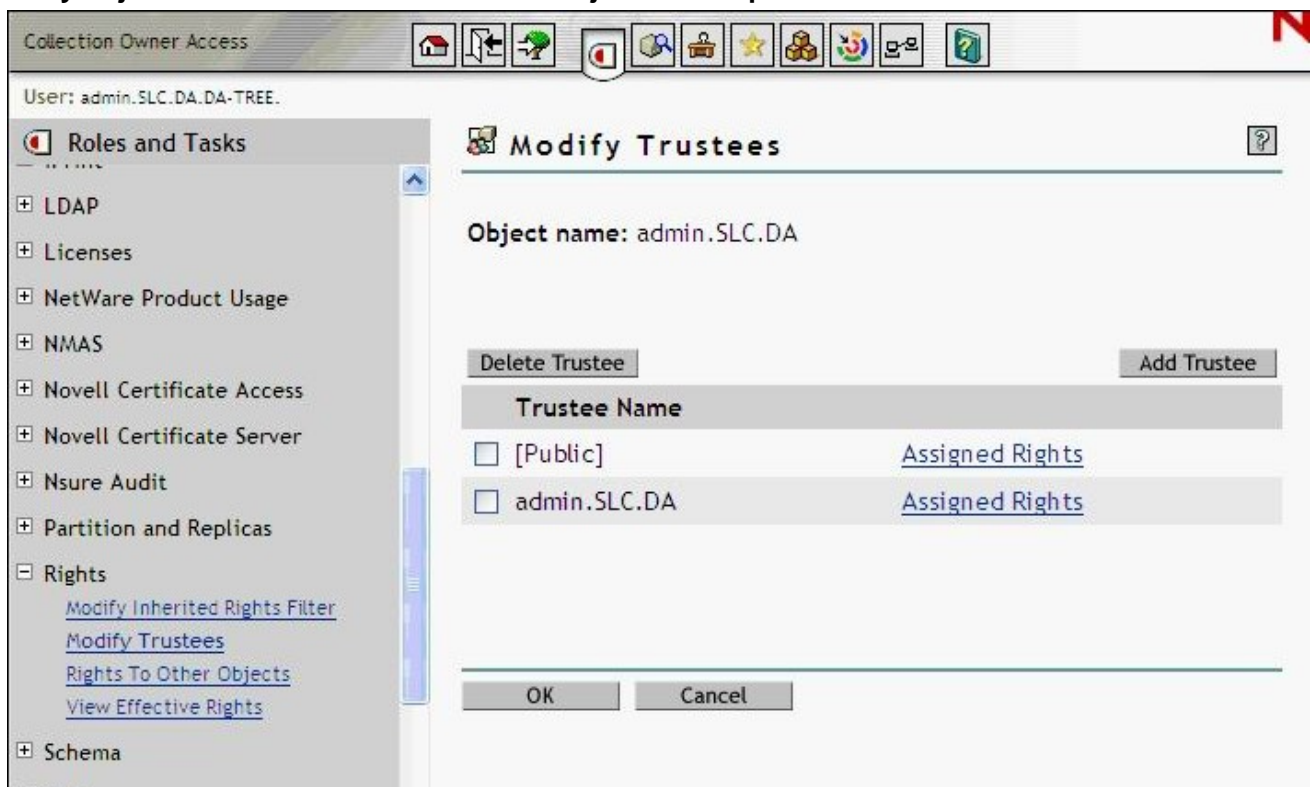 Collection Owner Access
N
User: admin.SLC.DA.DA-TREE.
Roles and Tasks
LDAP
Licenses
NetWare Product Usage
NMAS
Novell Certificate Access
Novell Certificate Server
Nsure Audit
Partition and Replicas
Rights
Modify Inherited Rights Filter
Modify Trustees
Rights To Other Objects
View Effective Rights
Schema
Modify Trustees
?
Object name: admin.SLC.DA
Delete Trustee
Add Trustee
Trustee Name
[Public] Assigned Rights
admin.SLC.DA Assigned Rights
OK Cancel